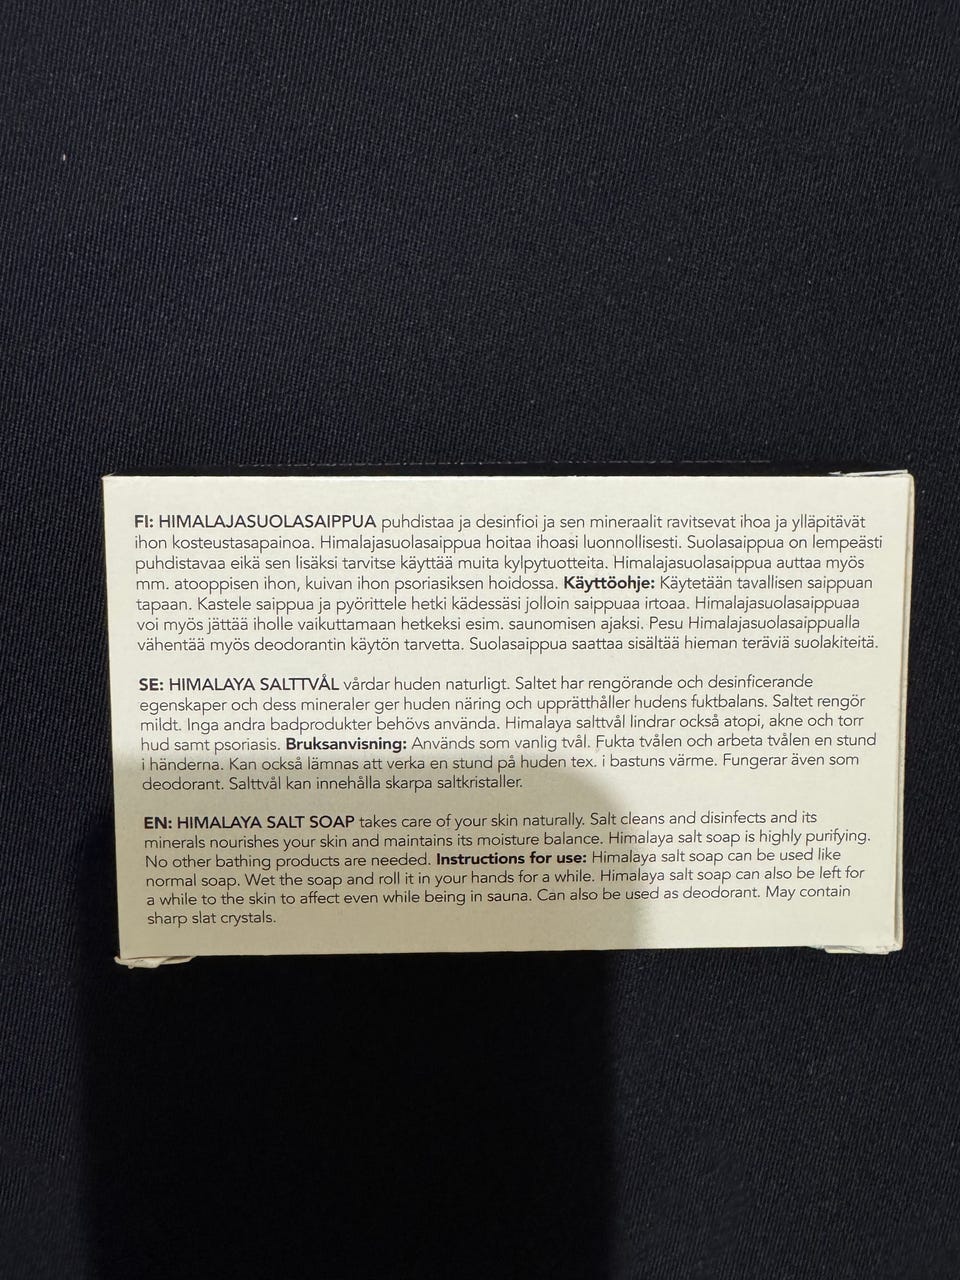 FI: HIMALAJASUOLASAIPPUA puhdistaa ja desinfioi ja sen mineraalit ravitsevat ihoa ja ylläpitävät
ihon kosteustasapainoa. Himalajasuolasaippua hoitaa ihoasi luonnollisesti. Suolasaippua on lempeästi
puhdistavaa eikä sen lisäksi tarvitse käyttää muita kylpytuotteita. Himalajasuolasaippua auttaa myös
mm. atooppisen ihon, kuivan ihon psoriasiksen hoidossa. Käyttöohje: Käytetään tavallisen saippuan
tapaan. Kastele saippua ja pyörittele hetki kädessäsi jolloin saippuaa irtoaa. Himalajasuolasaippuaa
voi myös jättää iholle vaikuttamaan hetkeksi esim. saunomisen ajaksi. Pesu Himalajasuolasaippualla
vähentää myös deodorantin käytön tarvetta. Suolasaippua saattaa sisältää hieman teräviä suolakiteitä.
SE: HIMALAYA SALTTVÅL vårdar huden naturligt. Saltet har rengörande och desinficerande
egenskaper och dess mineraler ger huden näring och upprätthåller hudens fuktbalans. Saltet rengör
mildt. Inga andra badprodukter behövs använda. Himalaya salttvål lindrar också atopi, akne och torr
hud samt psoriasis. Bruksanvisning: Används som vanlig tvål. Fukta tvålen och arbeta tvålen en stund
i händerna. Kan också lämnas att verka en stund på huden tex. i bastuns värme. Fungerar även som
deodorant. Salttvål kan innehålla skarpa saltkristaller.
EN: HIMALAYA SALT SOAP takes care of your skin naturally. Salt cleans and disinfects and its
minerals nourishes your skin and maintains its moisture balance. Himalaya salt soap is highly purifying.
No other bathing products are needed. Instructions for use: Himalaya salt soap can be used like
normal soap. Wet the soap and roll it in your hands for a while. Himalaya salt soap can also be left for
a while to the skin to affect even while being in sauna. Can also be used as deodorant. May contain
sharp slat crystals.